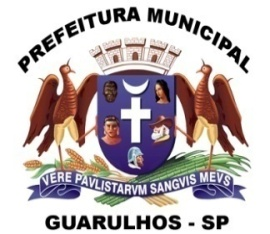 PREFEITURA MUNICIPAL
VERE PAVLISTARVM SANGVIS MEVS
GUARULHOS - SP